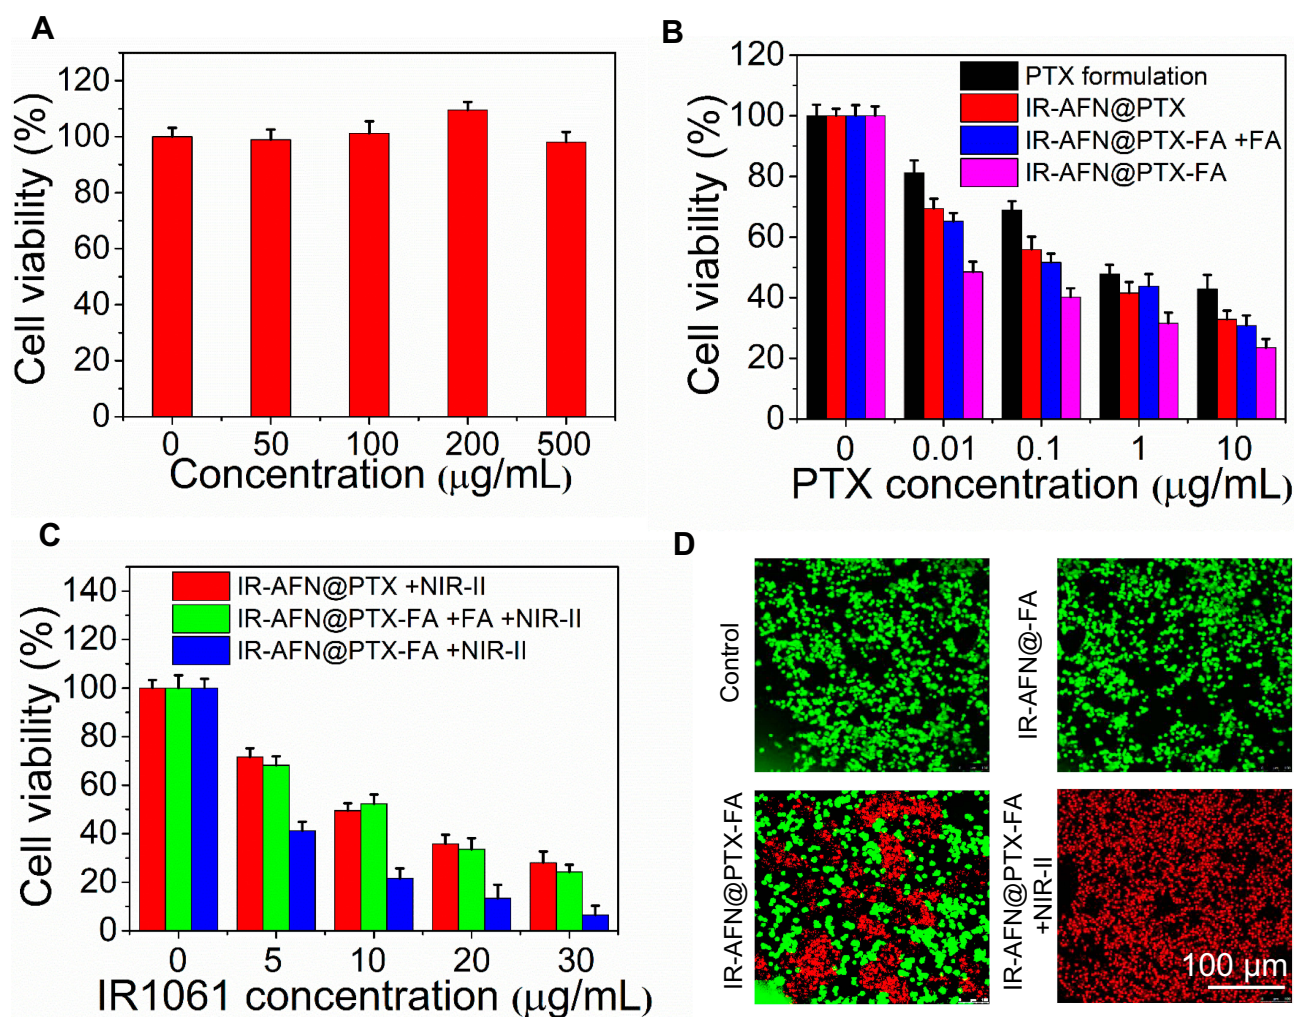 A
Cell viability (%)
120
100
80
60
40
20
0
0 50 100 200 500
Concentration (μg/mL)
B
Cell viability (%)
120
100
80
60
40
20
0
PTX formulation
IR-AFN@PTX
IR-AFN@PTX-FA +FA
IR-AFN@PTX-FA
0 0.01 0.1 1 10
PTX concentration (μg/mL)
C
Cell viability (%)
140
120
100
80
60
40
20
0
IR-AFN@PTX +NIR-II
IR-AFN@PTX-FA +FA +NIR-II
IR-AFN@PTX-FA +NIR-II
0 5 10 20 30
IR1061 concentration (μg/mL)
D
Control
IR-AFN@-FA
IR-AFN@PTX-FA
IR-AFN@PTX-FA
+NIR-II
100 μm